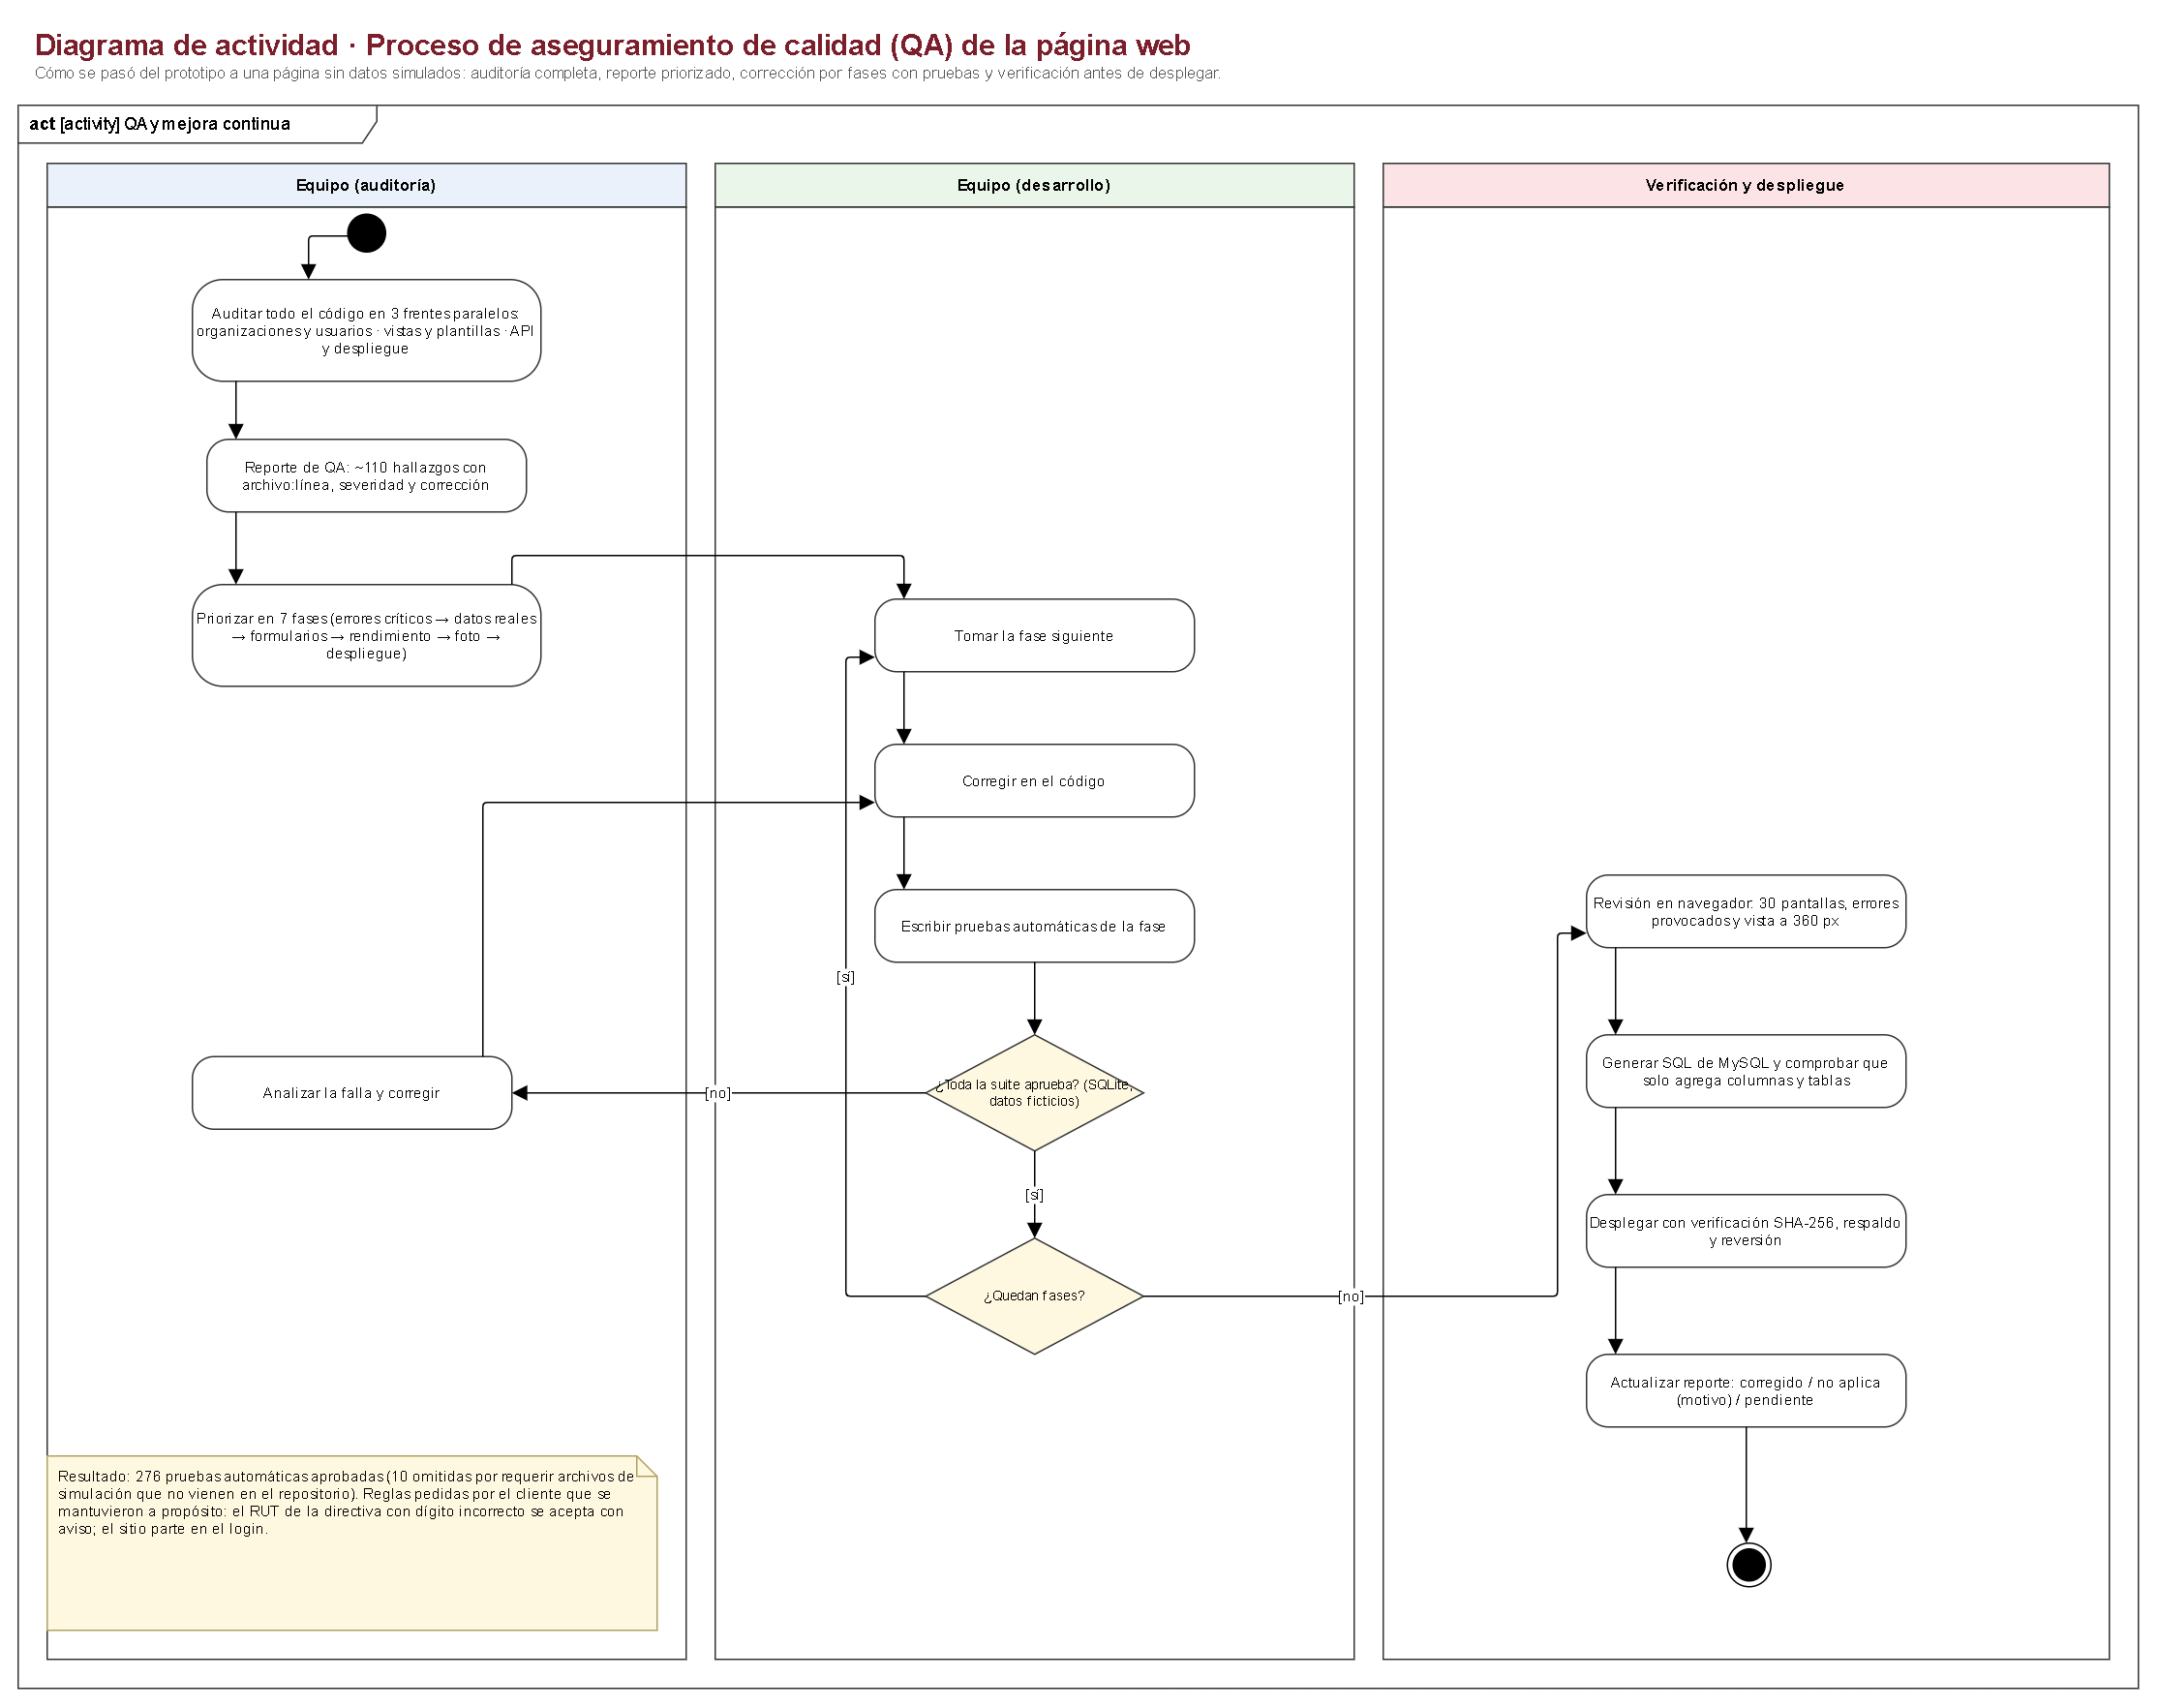 Diagrama de actividad · Proceso de aseguramiento de calidad (QA) de la página web
Cómo se pasó del prototipo a una página sin datos simulados: auditoría completa, reporte priorizado, corrección por fases con pruebas y verificación antes de desplegar.
act [activity] QA y mejora continua
Equipo (auditoría)
Auditar todo el código en 3 frentes paralelos:
organizaciones y usuarios · vistas y plantillas · API
y despliegue
Reporte de QA: ~110 hallazgos con
archivo:línea, severidad y corrección
Priorizar en 7 fases (errores críticos → datos reales
→ formularios → rendimiento → foto →
despliegue)
Analizar la falla y corregir
Resultado: 276 pruebas automáticas aprobadas (10 omitidas por requerir archivos de
simulación que no vienen en el repositorio). Reglas pedidas por el cliente que se
mantuvieron a propósito: el RUT de la directiva con dígito incorrecto se acepta con
aviso; el sitio parte en el login.
Equipo (desarrollo)
Tomar la fase siguiente
Corregir en el código
Escribir pruebas automáticas de la fase
[sí]
¿Toda la suite aprueba? (SQLite,
datos ficticios)
[no]
[sí]
¿Quedan fases?
[no]
Verificación y despliegue
Revisión en navegador: 30 pantallas, errores
provocados y vista a 360 px
Generar SQL de MySQL y comprobar que
solo agrega columnas y tablas
Desplegar con verificación SHA-256, respaldo
y reversión
Actualizar reporte: corregido / no aplica
(motivo) / pendiente